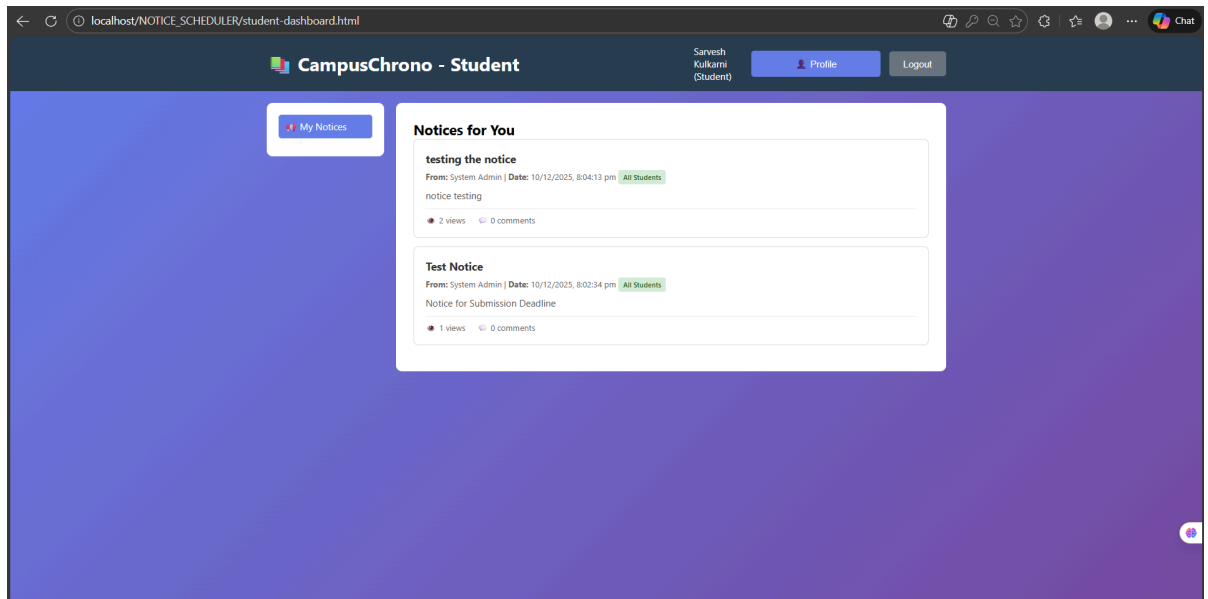 localhost/NOTICE_SCHEDULER/student-dashboard.html
Chat
CampusChrono - Student
Sarvesh
Kulkarni
(Student)
Profile
Logout
My Notices
Notices for You
testing the notice
From: System Admin | Date: 10/12/2025, 8:04:13 pm All Students
notice testing
2 views 0 comments
Test Notice
From: System Admin | Date: 10/12/2025, 8:02:34 pm All Students
Notice for Submission Deadline
1 views 0 comments